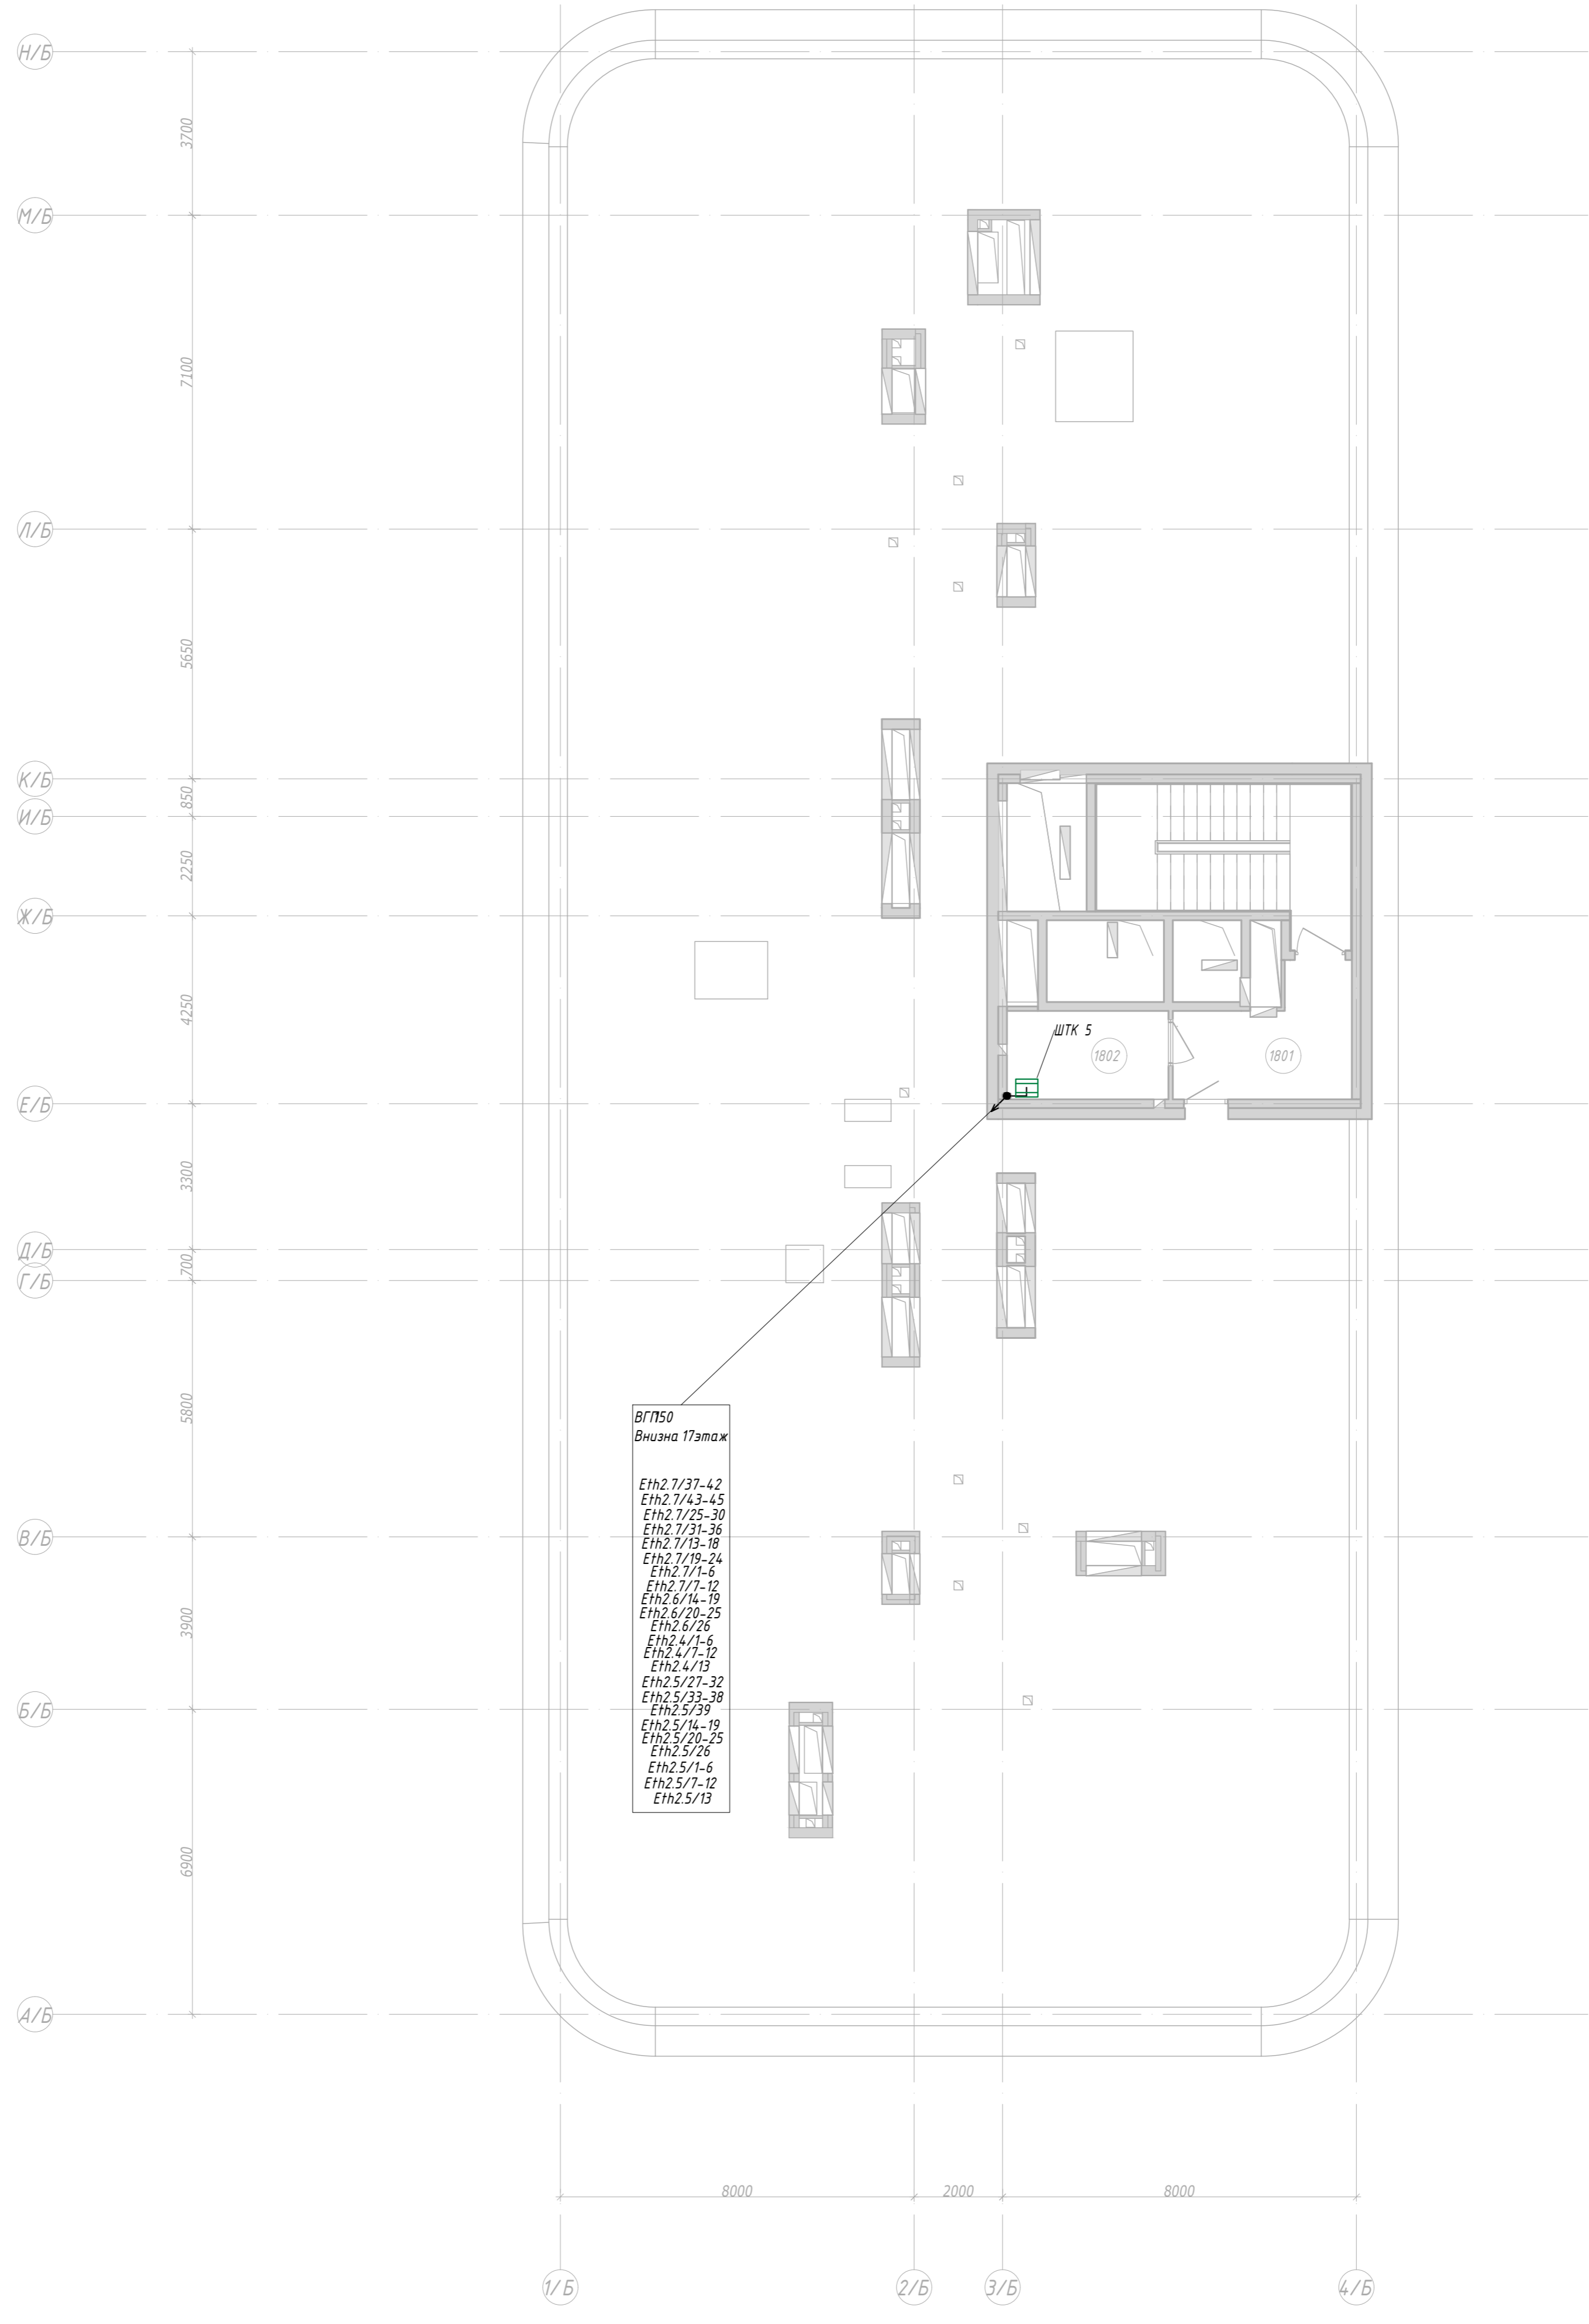 Н/Б
3700
М/Б
7100
Л/Б
5650
К/Б
850
И/Б
2250
Ж/Б
4250
ШТК 5
1802
1801
Е/Б
3300
Д/Б
700
Г/Б
5800
ВГП150
Внизна 17этаж
Eth2.7/37-42
Eth2.7/43-45
Eth2.7/25-30
Eth2.7/31-36
Eth2.7/13-18
Eth2.7/19-24
Eth2.7/1-6
Eth2.7/7-12
Eth2.6/14-19
Eth2.6/20-25
Eth2.6/26
Eth2.4/1-6
Eth2.4/7-12
Eth2.4/13
Eth2.5/27-32
Eth2.5/33-38
Eth2.5/39
Eth2.5/14-19
Eth2.5/20-25
Eth2.5/26
Eth2.5/1-6
Eth2.5/7-12
Eth2.5/13
В/Б
3900
Б/Б
6900
А/Б
8000
2000
8000
1/Б
2/Б
3/Б
4/Б